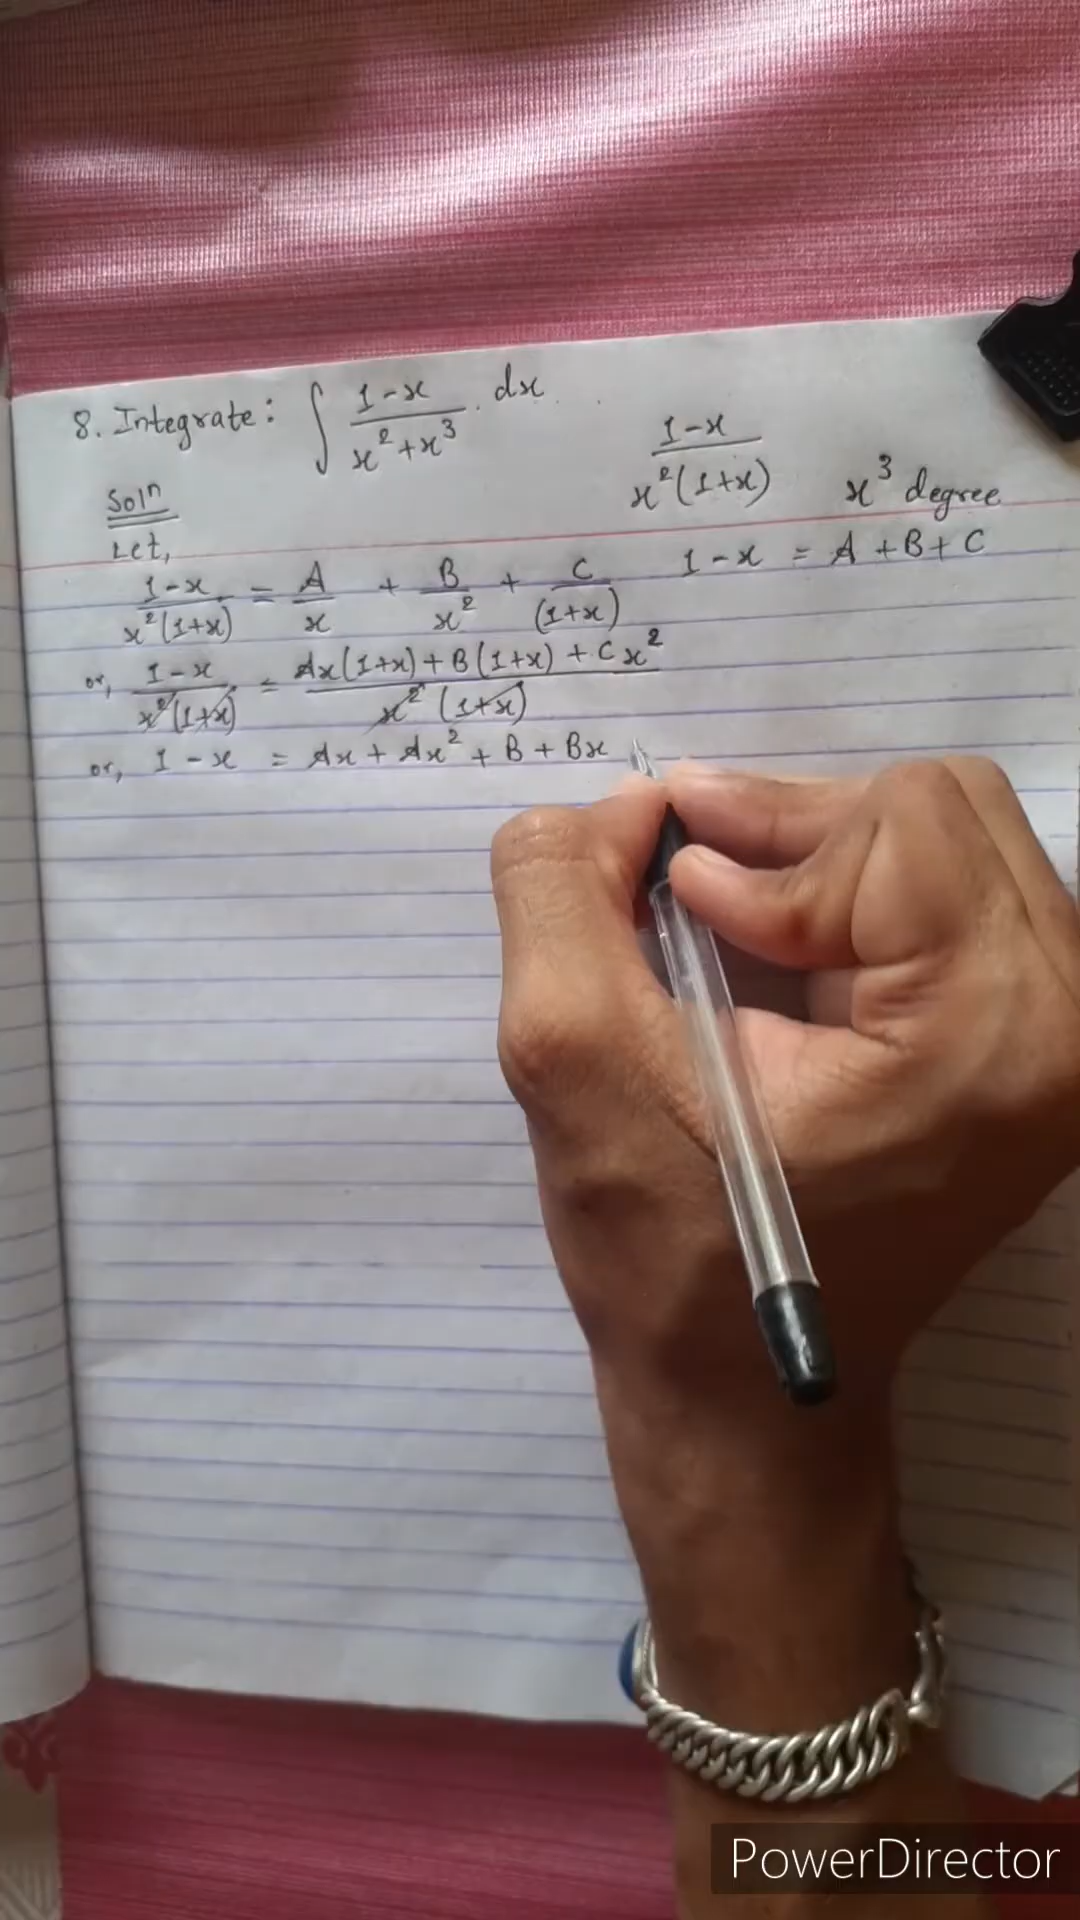 8. Integrate: ∫ (1-x)/(x²+x³) . dx
(1-x)/(x²(1+x)) x³ degree
Solⁿ
Let,
(1-x)/(x²(1+x)) = A/x + B/x² + C/(1+x) 1-x = A+B+C
or, (1-x)/(x²(1+x)) = (Ax(1+x)+B(1+x)+Cx²)/(x²(1+x))
or, 1-x = Ax+Ax²+B+Bx
PowerDirector